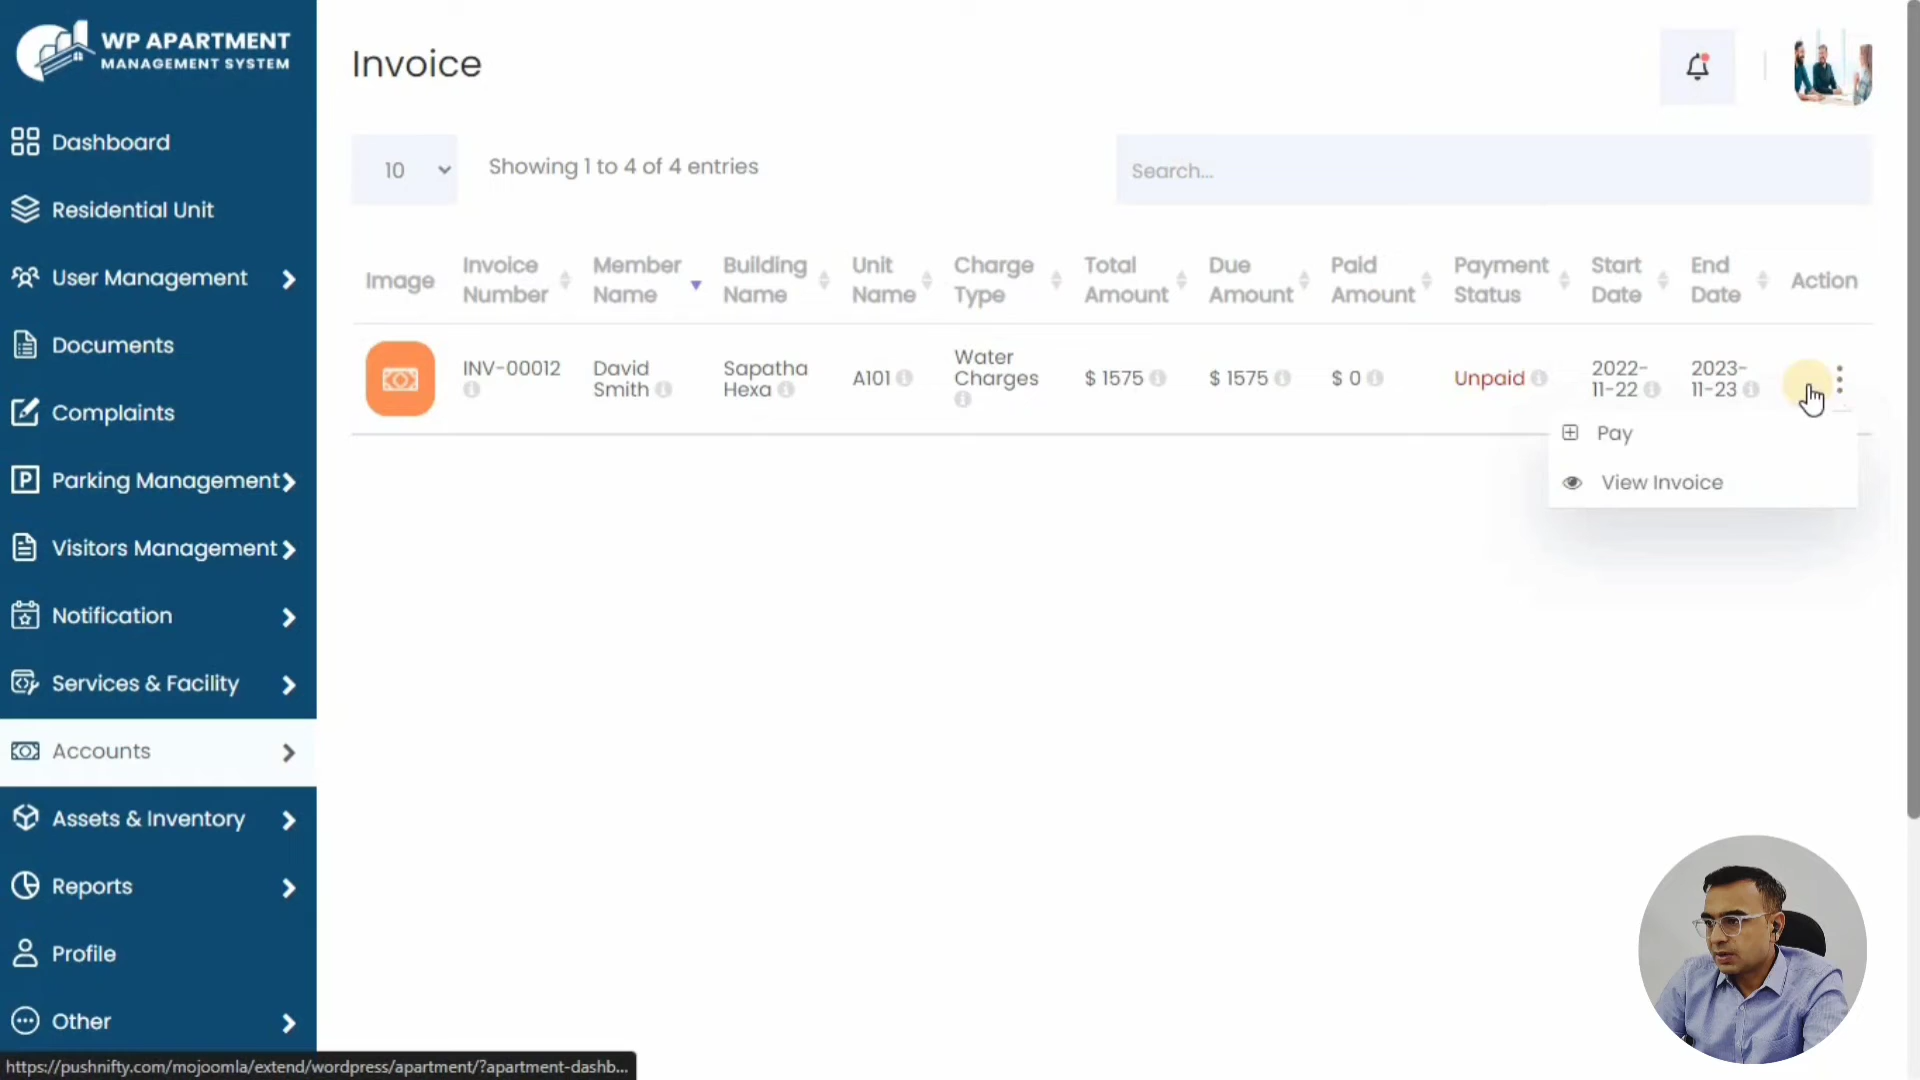 WP APARTMENT
MANAGEMENT SYSTEM
Dashboard
Residential Unit
User Management
Documents
Complaints
Parking Management
Visitors Management
Notification
Services & Facility
Accounts
Assets & Inventory
Reports
Profile
Other
https://pushnifty.com/mojoomla/extend/wordpress/apartment/?apartment-dashb...
Invoice
10
Showing 1 to 4 of 4 entries
Search...
Image
Invoice
Number
Member
Name
Building
Name
Unit
Name
Charge
Type
Total
Amount
Due
Amount
Paid
Amount
Payment
Status
Start
Date
End
Date
Action
INV-00012
David
Smith
Sapatha
Hexa
A101
Water
Charges
$ 1575
$ 1575
$ 0
Unpaid
2022-
11-22
2023-
11-23
Pay
View Invoice